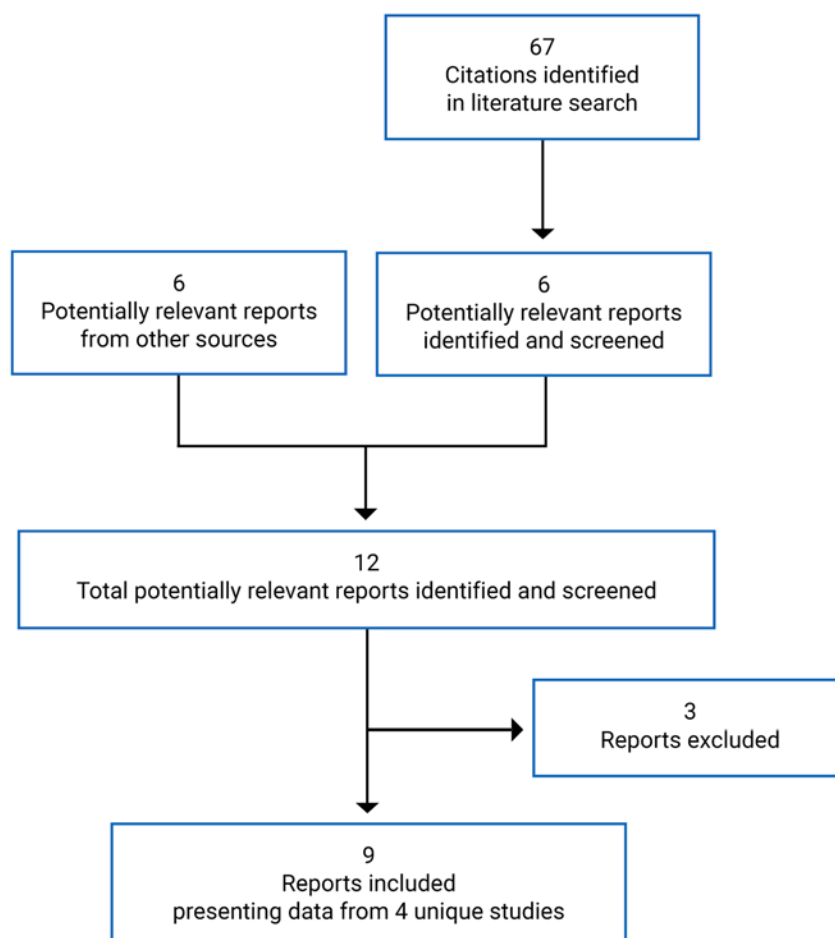 67
Citations identified
in literature search
6
Potentially relevant reports
from other sources
6
Potentially relevant reports
identified and screened
12
Total potentially relevant reports identified and screened
3
Reports excluded
9
Reports included
presenting data from 4 unique studies